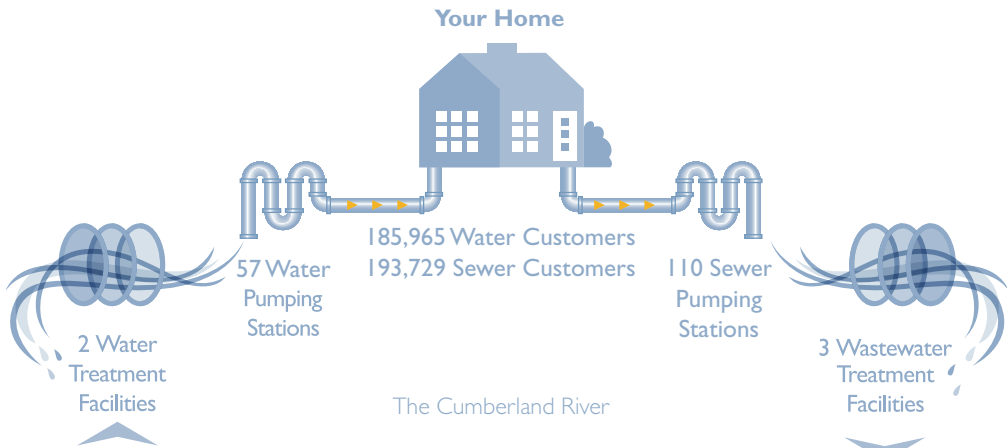 Your Home
185,965 Water Customers
193,729 Sewer Customers
57 Water
Pumping
Stations
110 Sewer
Pumping
Stations
2 Water
Treatment
Facilities
3 Wastewater
Treatment
Facilities
The Cumberland River